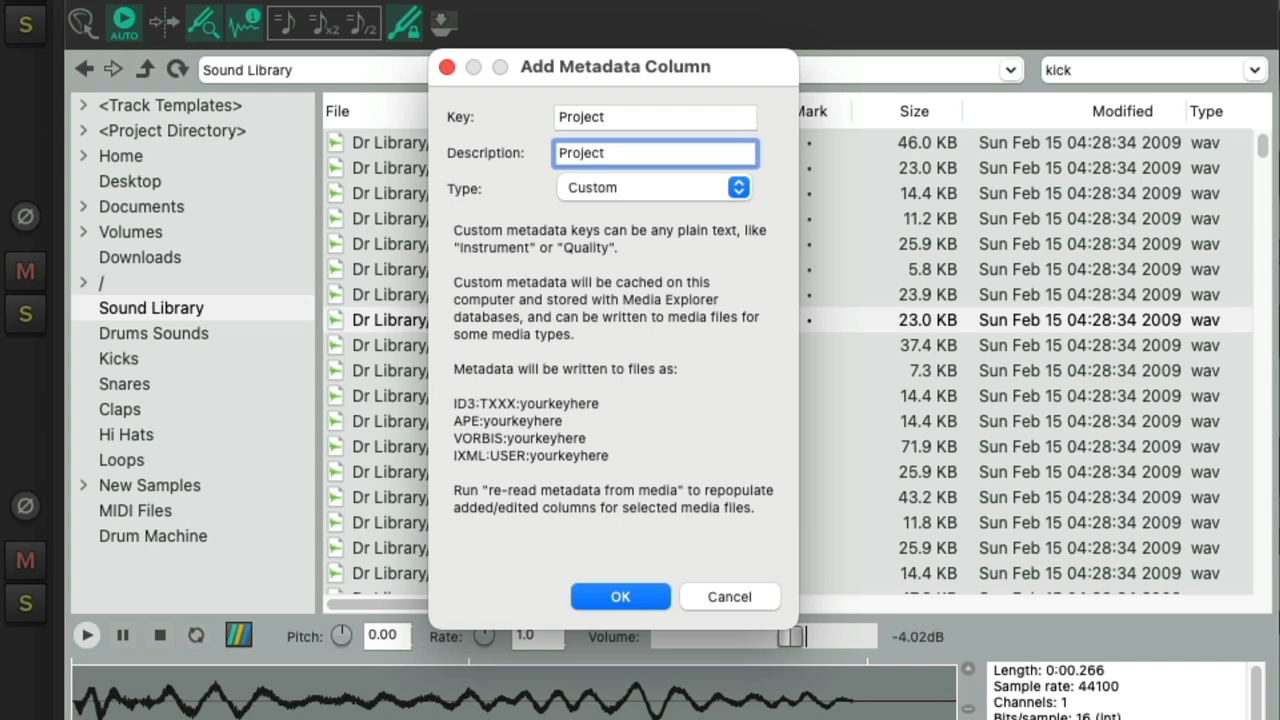 S
AUTO
x2
/2
Sound Library
kick
Add Metadata Column
Key:
Project
Description:
Project
Type:
Custom
Custom metadata keys can be any plain text, like
"Instrument" or "Quality".
Custom metadata will be cached on this
computer and stored with Media Explorer
databases, and can be written to media files for
some media types.
Metadata will be written to files as:
ID3:TXXX:yourkeyhere
APE:yourkeyhere
VORBIS:yourkeyhere
IXML:USER:yourkeyhere
Run "re-read metadata from media" to repopulate
added/edited columns for selected media files.
OK
Cancel
<Track Templates>
<Project Directory>
Home
Desktop
Documents
Volumes
Downloads
/
Sound Library
Drums Sounds
Kicks
Snares
Claps
Hi Hats
Loops
New Samples
MIDI Files
Drum Machine
M
S
M
S
File
Mark
Size
Modified
Type
Dr Library/ 46.0 KB Sun Feb 15 04:28:34 2009 wav
Dr Library/ 23.0 KB Sun Feb 15 04:28:34 2009 wav
Dr Library/ 14.4 KB Sun Feb 15 04:28:34 2009 wav
Dr Library/ 11.2 KB Sun Feb 15 04:28:34 2009 wav
Dr Library/ 25.9 KB Sun Feb 15 04:28:34 2009 wav
Dr Library/ 5.8 KB Sun Feb 15 04:28:34 2009 wav
Dr Library/ 23.9 KB Sun Feb 15 04:28:34 2009 wav
Dr Library/ 23.0 KB Sun Feb 15 04:28:34 2009 wav
Dr Library/ 37.4 KB Sun Feb 15 04:28:34 2009 wav
Dr Library/ 7.3 KB Sun Feb 15 04:28:34 2009 wav
Dr Library/ 14.4 KB Sun Feb 15 04:28:34 2009 wav
Dr Library/ 14.4 KB Sun Feb 15 04:28:34 2009 wav
Dr Library/ 71.9 KB Sun Feb 15 04:28:34 2009 wav
Dr Library/ 25.9 KB Sun Feb 15 04:28:34 2009 wav
Dr Library/ 43.2 KB Sun Feb 15 04:28:34 2009 wav
Dr Library/ 11.8 KB Sun Feb 15 04:28:34 2009 wav
Dr Library/ 25.9 KB Sun Feb 15 04:28:34 2009 wav
Dr Library/ 14.4 KB Sun Feb 15 04:28:34 2009 wav
Pitch: 0.00 Rate: 1.0 Volume: -4.02dB
Length: 0:00.266
Sample rate: 44100
Channels: 1
Bits/sample: 16 (int)